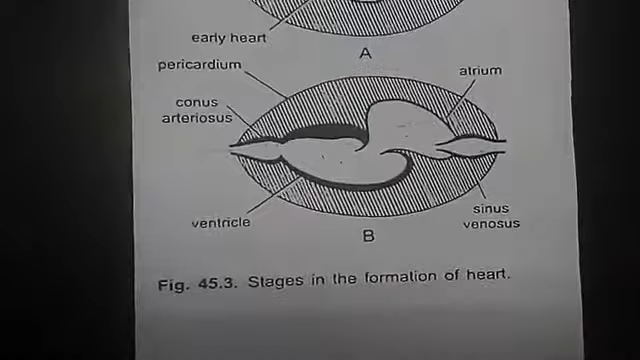 early heart
A
pericardium
atrium
conus
arteriosus
ventricle
sinus
venosus
B
Fig. 45.3. Stages in the formation of heart.